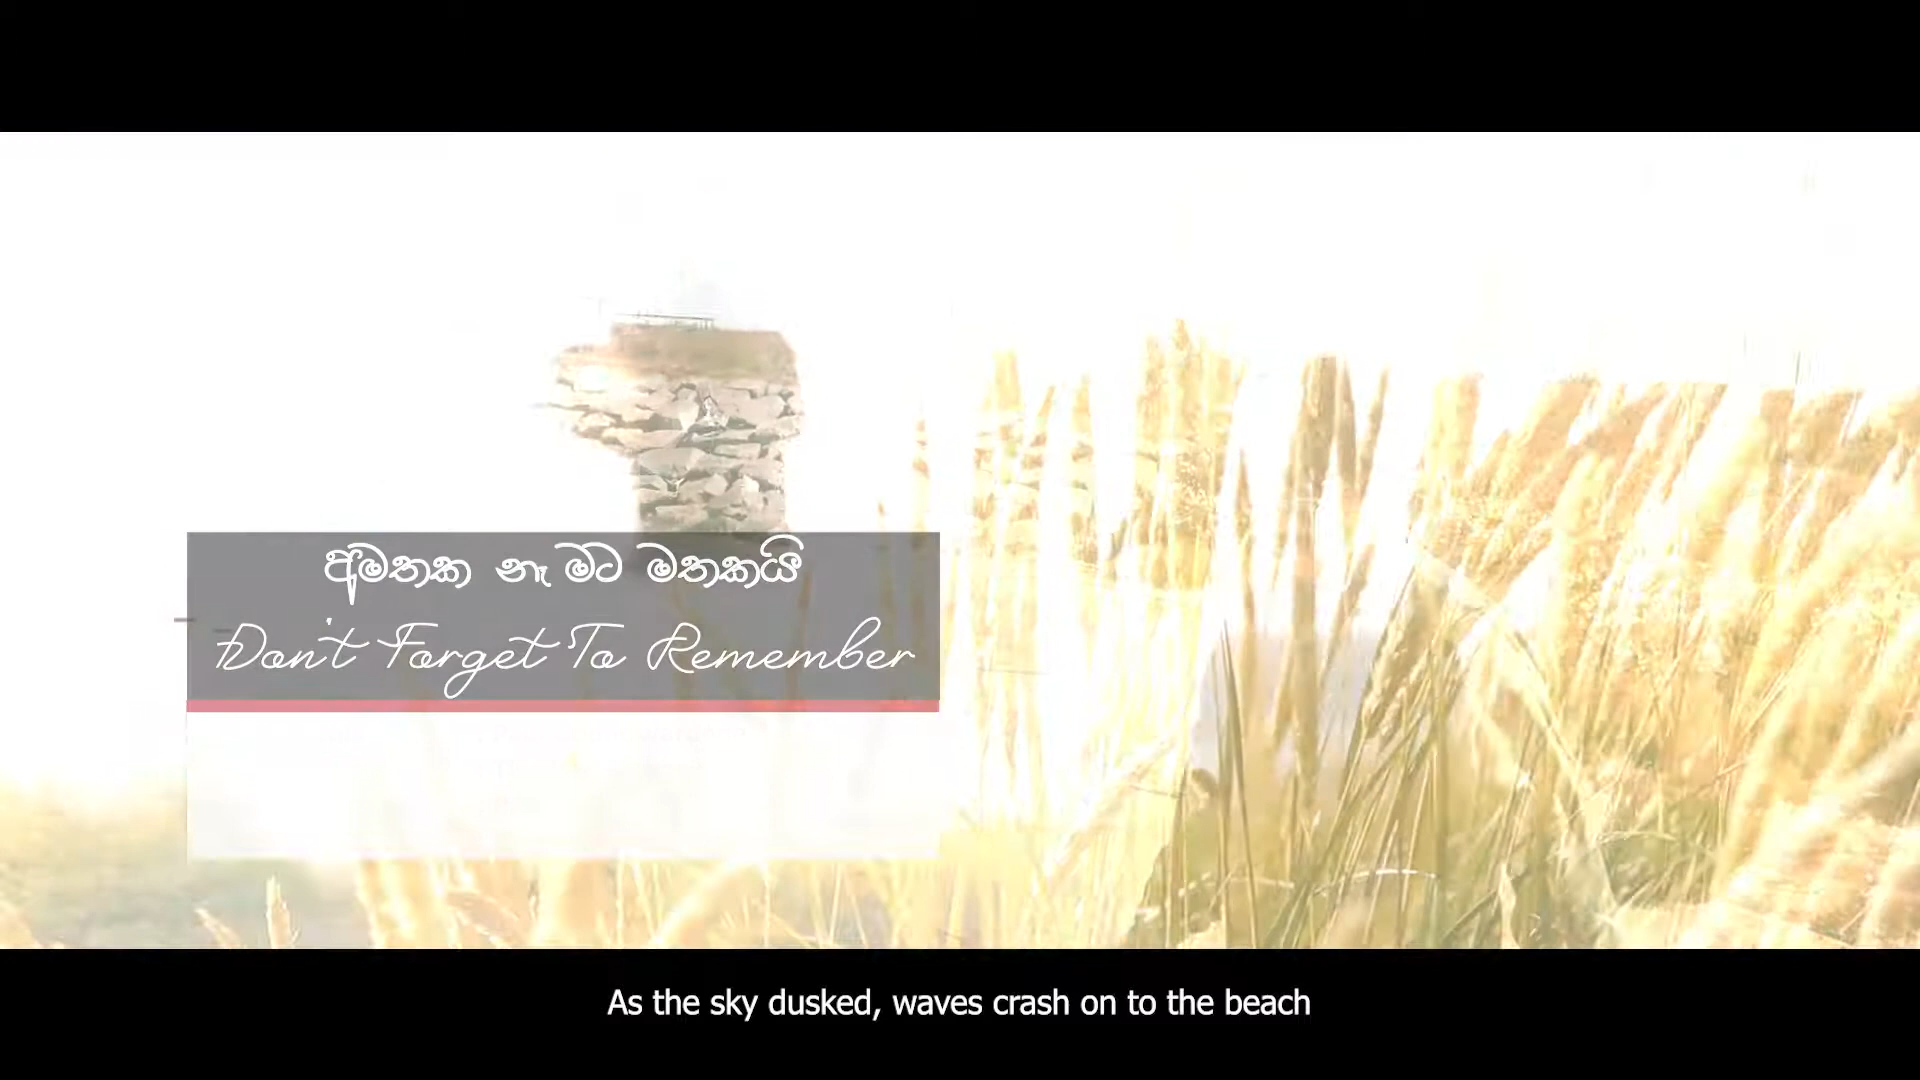 අමතක නෑ මට මතකයි
Don't Forget To Remember
As the sky dusked, waves crash on to the beach